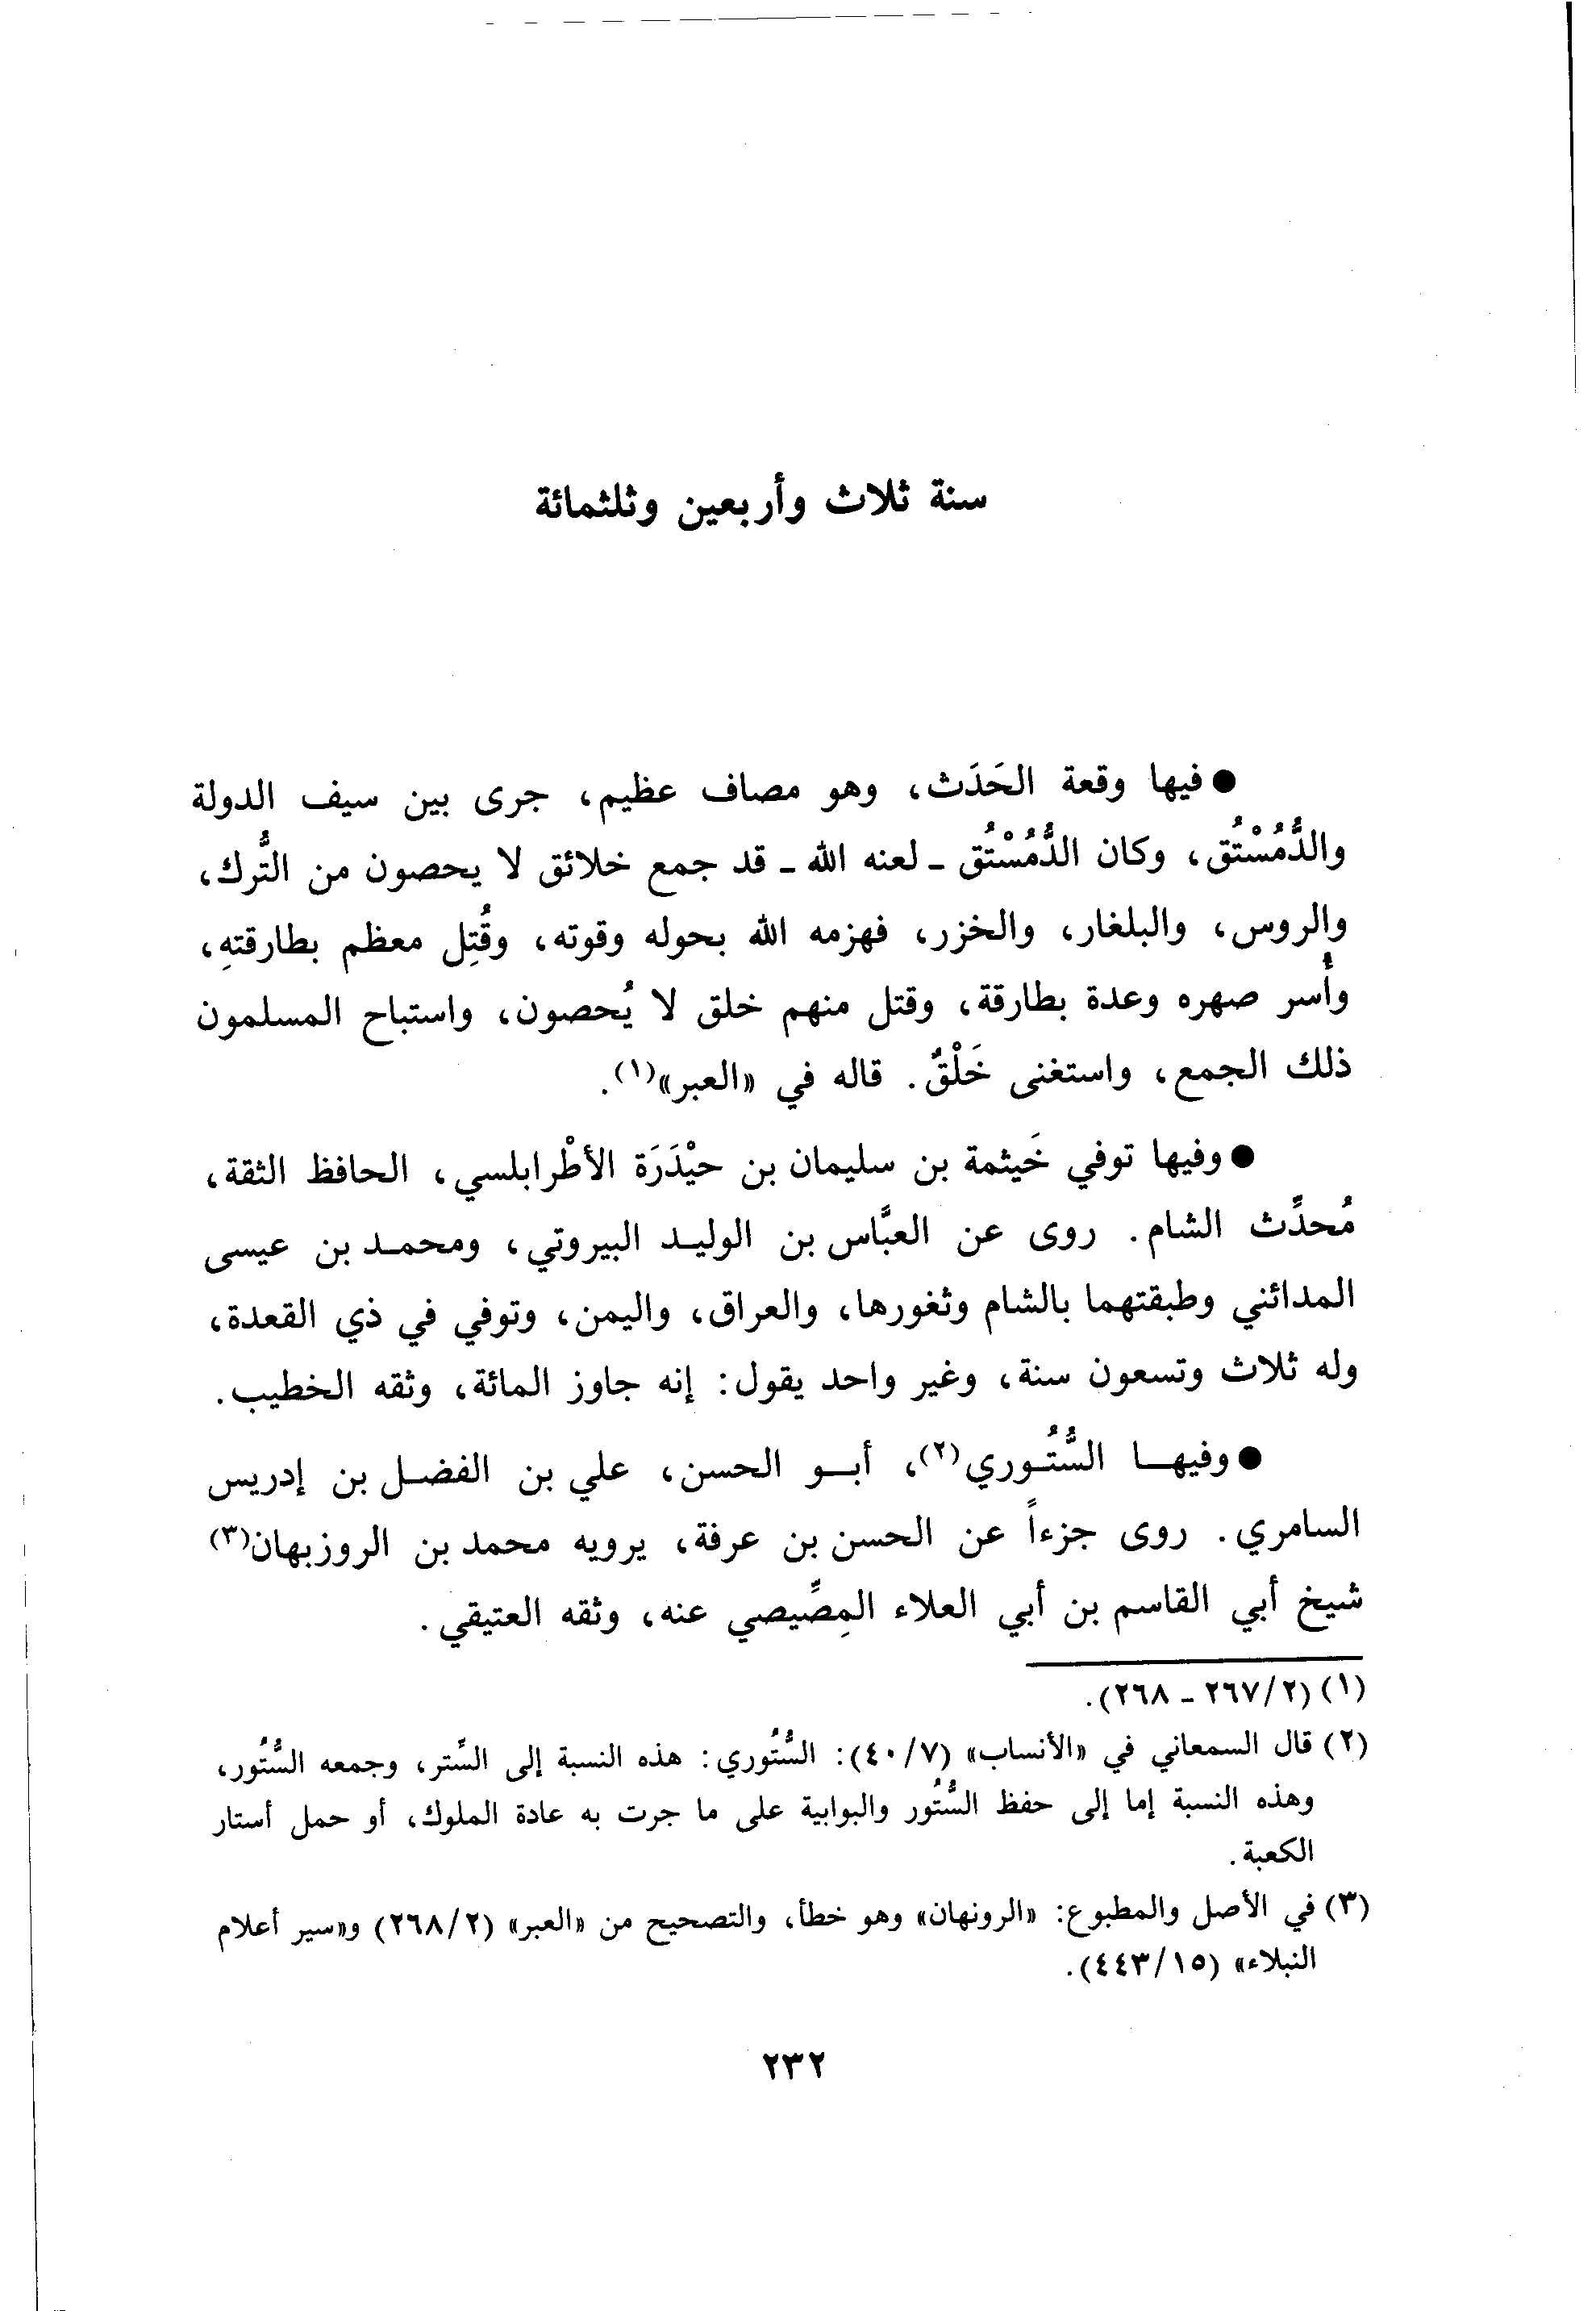 سنة ثلاث وأربعين وثلثمائة
● فيها وقعة الحَدَث، وهو مصاف عظيم، جرى بين سيف الدولة
والدُّمُسْتُق، وكان الدُّمُسْتُق ـ لعنه الله ـ قد جمع خلائق لا يحصون من التُّرك،
والروس، والبلغار، والخزر، فهزمه الله بحوله وقوته، وقُتِل معظم بطارقتهِ،
وأُسر صهره وعدة بطارقة، وقتل منهم خلق لا يُحصون، واستباح المسلمون
ذلك الجمع، واستغنى خَلْقٌ. قاله في «العبر»(١).
● وفيها توفي خَيثمة بن سليمان بن حيْدَرَة الأطْرابلسي، الحافظ الثقة،
مُحدِّث الشام. روى عن العبَّاس بن الوليد البيروتي، ومحمد بن عيسى
المدائني وطبقتهما بالشام وثغورها، والعراق، واليمن، وتوفي في ذي القعدة،
وله ثلاث وتسعون سنة، وغير واحد يقول: إنه جاوز المائة، وثقه الخطيب.
● وفيها السُّتُوري(٢)، أبو الحسن، علي بن الفضل بن إدريس
السامري. روى جزءاً عن الحسن بن عرفة، يرويه محمد بن الروزبهان(٣)
شيخ أبي القاسم بن أبي العلاء المِصِّيصي عنه، وثقه العتيقي.
(١) (٢/ ٢٦٧ ـ ٢٦٨).
(٢) قال السمعاني في «الأنساب» (٧/ ٤٠): السُّتُوري: هذه النسبة إلى السِّتر، وجمعه السُّتُور،
وهذه النسبة إما إلى حفظ السُّتُور والبوابية على ما جرت به عادة الملوك، أو حمل أستار
الكعبة.
(٣) في الأصل والمطبوع: «الرونهان» وهو خطأ، والتصحيح من «العبر» (٢/ ٢٦٨) و«سير أعلام
النبلاء» (١٥/ ٤٤٣).
٢٣٢